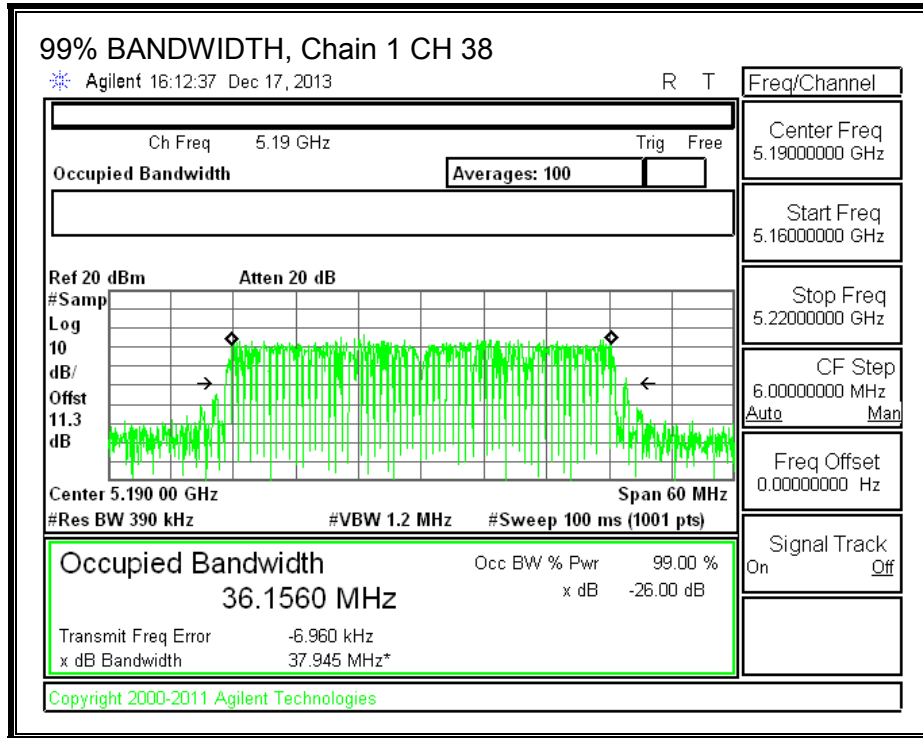 99% BANDWIDTH, Chain 1 CH 38
Agilent 16:12:37 Dec 17, 2013 R T
Freq/Channel
Ch Freq 5.19 GHz Trig Free
Occupied Bandwidth Averages: 100
Center Freq
5.19000000 GHz
Start Freq
5.16000000 GHz
Stop Freq
5.22000000 GHz
CF Step
6.00000000 MHz
Auto Man
Freq Offset
0.00000000 Hz
Signal Track
On Off
Ref 20 dBm Atten 20 dB
#Samp
Log
10
dB/
Offst
11.3
dB
Center 5.190 00 GHz Span 60 MHz
#Res BW 390 kHz #VBW 1.2 MHz #Sweep 100 ms (1001 pts)
Occupied Bandwidth Occ BW % Pwr 99.00 %
36.1560 MHz x dB -26.00 dB
Transmit Freq Error -6.960 kHz
x dB Bandwidth 37.945 MHz*
Copyright 2000-2011 Agilent Technologies